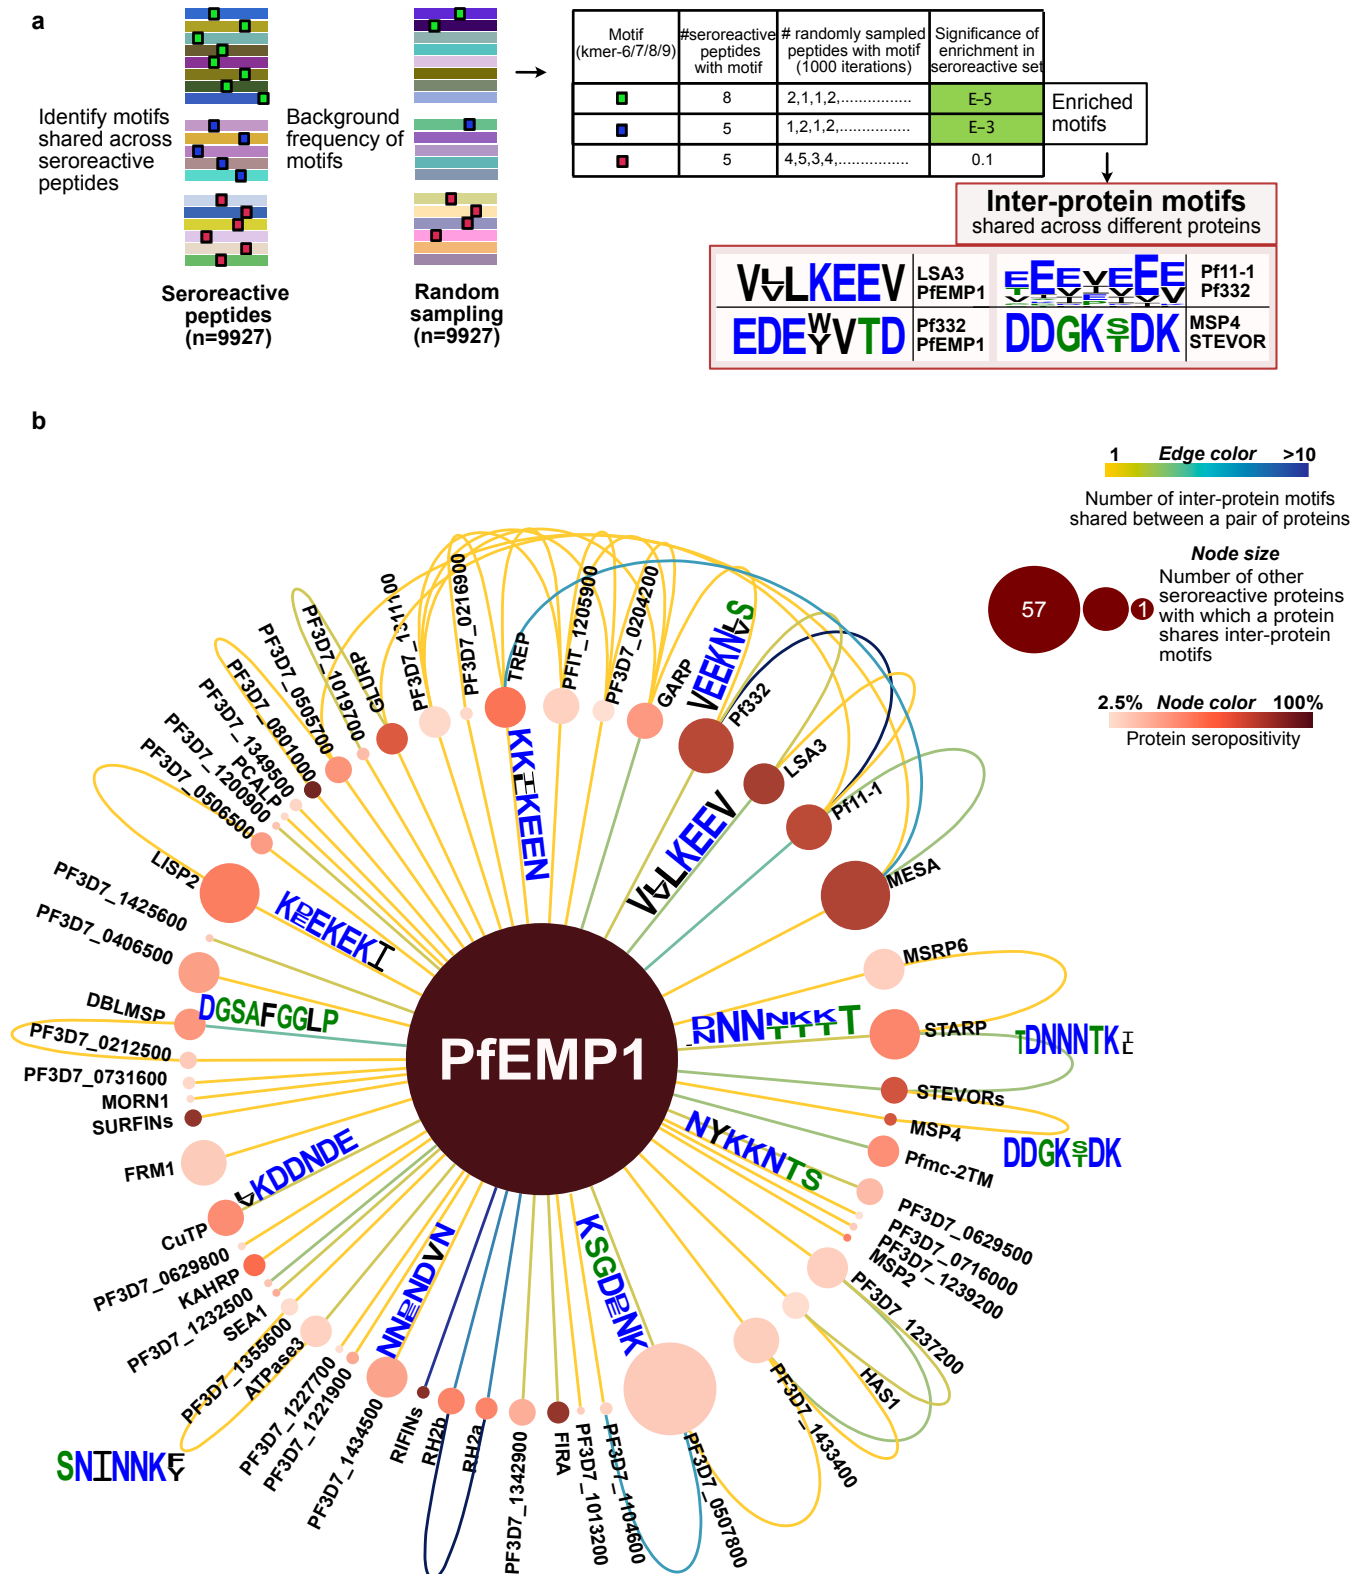 a
Identify motifs
shared across
seroreactive
peptides
Background
frequency of
motifs
Seroreactive
peptides
(n=9927)
Random
sampling
(n=9927)
Motif
(kmer-6/7/8/9)
#seroreactive
peptides
with motif
# randomly sampled
peptides with motif
(1000 iterations)
Significance of
enrichment in
seroreactive set
8
2,1,1,2,................
E–5
5
1,2,1,2,................
E–3
5
4,5,3,4,................
0.1
Enriched
motifs
Inter-protein motifs
shared across different proteins
LSA3
PfEMP1
Pf11-1
Pf332
Pf332
PfEMP1
MSP4
STEVOR
b
1 Edge color >10
Number of inter-protein motifs
shared between a pair of proteins
Node size
57
1
Number of other
seroreactive proteins
with which a protein
shares inter-protein
motifs
2.5% Node color 100%
Protein seropositivity
PfEMP1
PF3D7_1311100
PF3D7_0216900
TREP
PFIT_1205900
PF3D7_0204200
GARP
Pf332
LSA3
Pf11-1
MESA
MSRP6
STARP
STEVORs
MSP4
Pfmc-2TM
PF3D7_0629500
PF3D7_0716000
PF3D7_1239200
MSP2
PF3D7_1237200
HAS1
PF3D7_1433400
PF3D7_0507800
PF3D7_1104600
PF3D7_1013200
FIRA
PF3D7_1342900
RH2a
RH2b
RIFINs
PF3D7_1434500
PF3D7_1221900
PF3D7_1227700
ATPase3
PF3D7_1355600
SEA1
PF3D7_1232500
KAHRP
PF3D7_0629800
CuTP
FRM1
SURFINs
MORN1
PF3D7_0731600
PF3D7_0212500
DBLMSP
PF3D7_0406500
PF3D7_1425600
LISP2
PF3D7_0506500
PF3D7_1200900
PCALP
PF3D7_1349500
PF3D7_0801000
PF3D7_0505700
PF3D7_1019700
GLURP
DGSAFGGLP
NYKKNTS